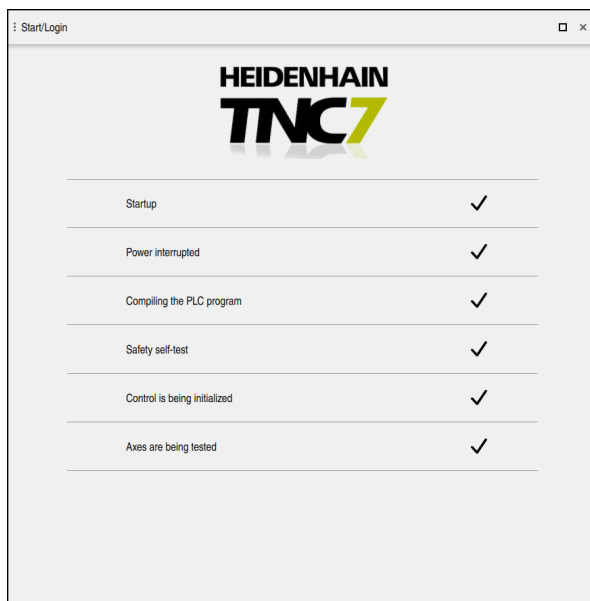 Start/Login
HEIDENHAIN
TNC7
Startup
Power interrupted
Compiling the PLC program
Safety self-test
Control is being initialized
Axes are being tested